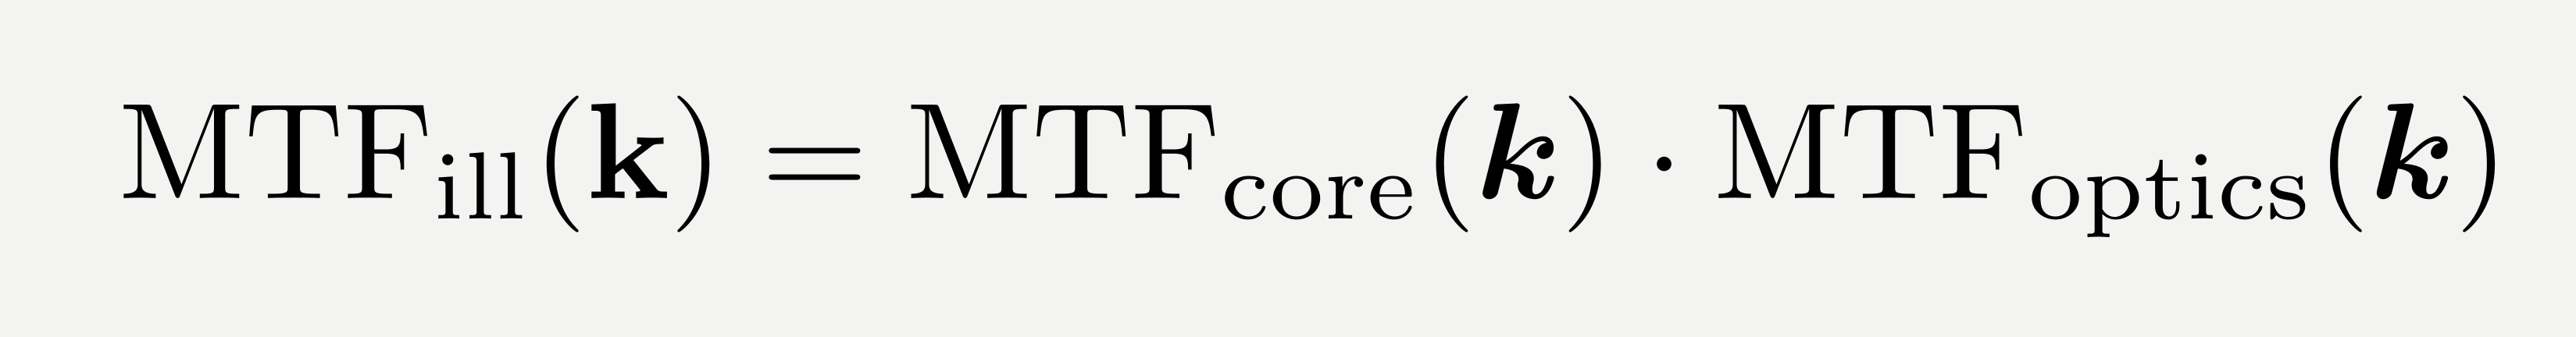 MTF_ill(𝐤) = MTF_core(𝒌) · MTF_optics(𝒌)